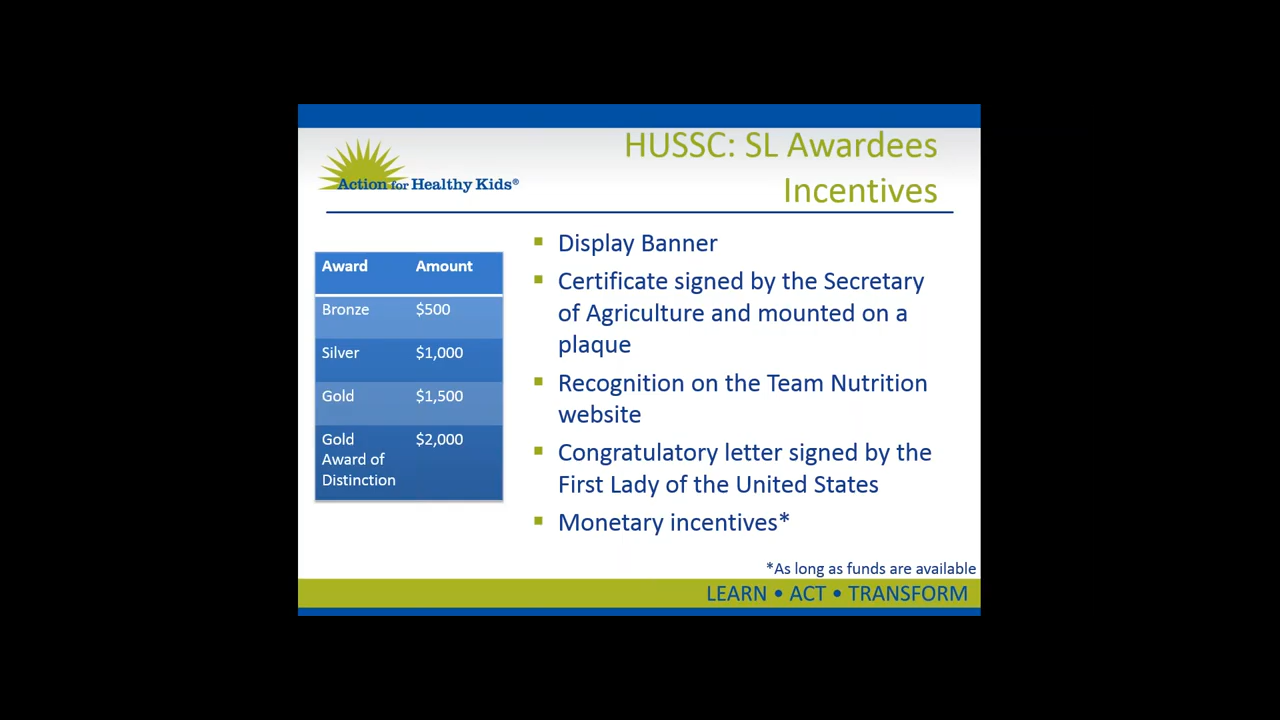 HUSSC: SL Awardees
Incentives
Action for Healthy Kids®
Award Amount
Bronze $500
Silver $1,000
Gold $1,500
Gold $2,000
Award of
Distinction
▪ Display Banner
▪ Certificate signed by the Secretary
of Agriculture and mounted on a
plaque
▪ Recognition on the Team Nutrition
website
▪ Congratulatory letter signed by the
First Lady of the United States
▪ Monetary incentives*
*As long as funds are available
LEARN • ACT • TRANSFORM